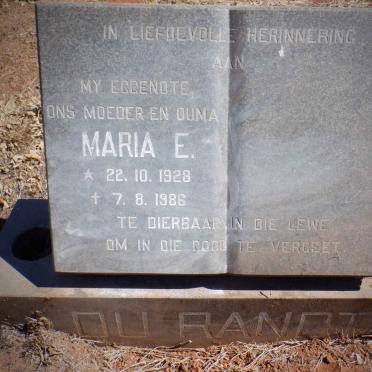 IN LIEFDEVOLLE HERINNERING
AAN
MY EGGENOTE
ONS MOEDER EN OUMA
MARIA E.
* 22. 10. 1928
† 7. 8. 1986
TE DIERBAAR IN DIE LEWE
OM IN DIE DOOD TE VERGEET
DU RANDT